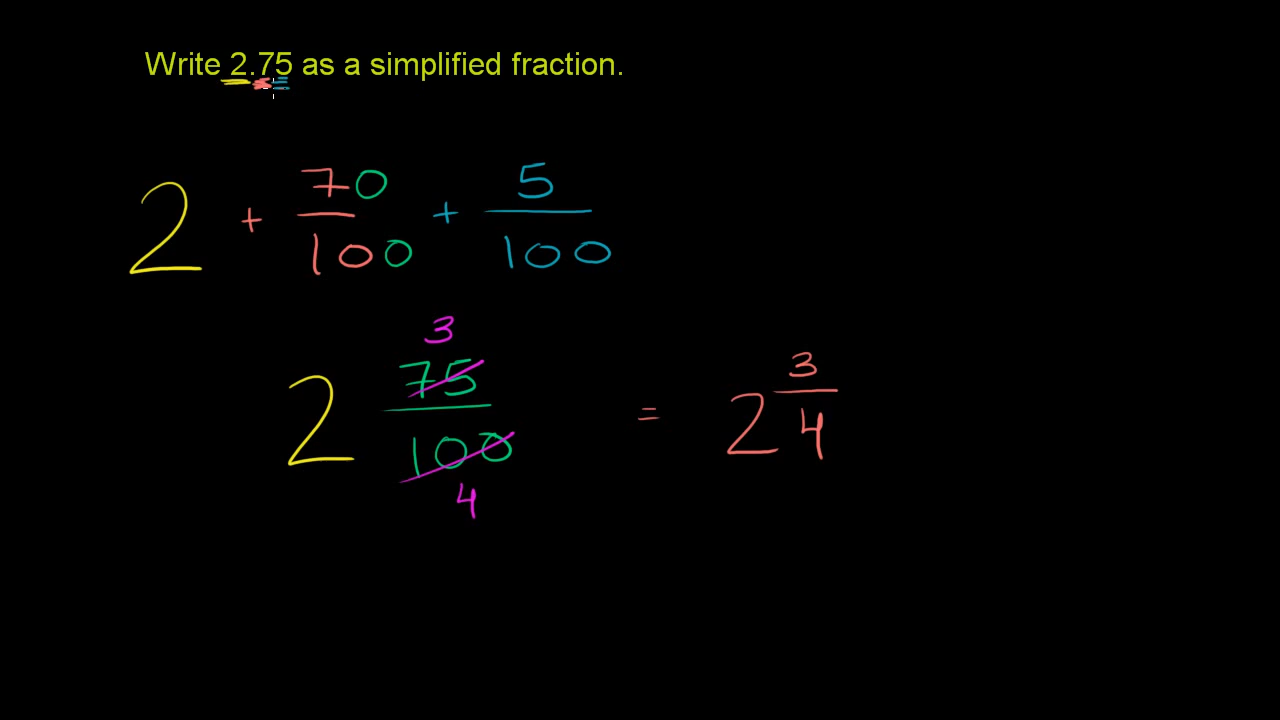 Write 2.75 as a simplified fraction.
2 + 70/100 + 5/100
3
2 75/100 = 2 3/4
4